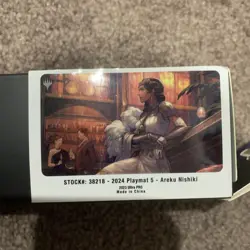 STOCK#: 38218 - 2024 Playmat 5 - Areku Nishiki
2023 Ultra PRO
Made in China